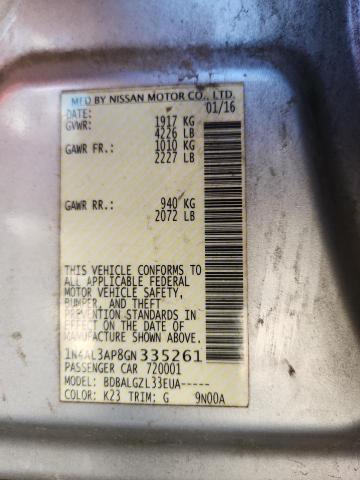 MFD BY NISSAN MOTOR CO., LTD.
DATE: 01/16
GVWR: 1917 KG
4226 LB
GAWR FR.: 1010 KG
2227 LB
GAWR RR.: 940 KG
2072 LB
THIS VEHICLE CONFORMS TO
ALL APPLICABLE FEDERAL
MOTOR VEHICLE SAFETY,
BUMPER, AND THEFT
PREVENTION STANDARDS IN
EFFECT ON THE DATE OF
MANUFACTURE SHOWN ABOVE.
1N4AL3AP8GN335261
PASSENGER CAR 720001
MODEL: BDBALGZL33EUA-----
COLOR: K23 TRIM: G 9N00A